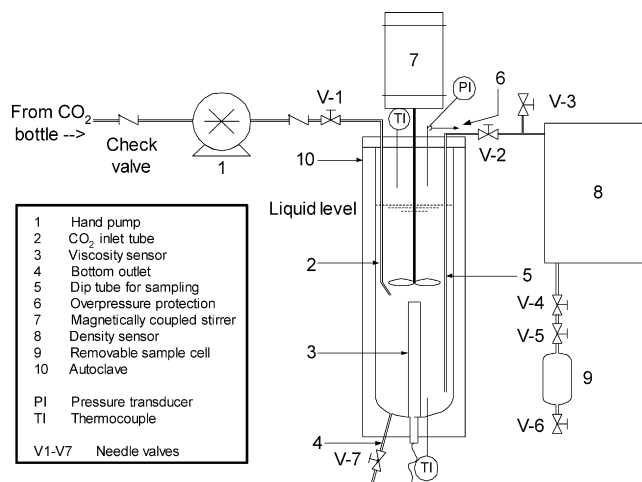 7
PI
6
V-3
V-1
TI
From CO2
bottle -->
Check
valve
1
10
V-2
8
Liquid level
1 Hand pump
2 CO2 inlet tube
3 Viscosity sensor
4 Bottom outlet
5 Dip tube for sampling
6 Overpressure protection
7 Magnetically coupled stirrer
8 Density sensor
9 Removable sample cell
10 Autoclave
PI Pressure transducer
TI Thermocouple
V1-V7 Needle valves
2
5
3
V-4
V-5
9
V-6
4
V-7
TI